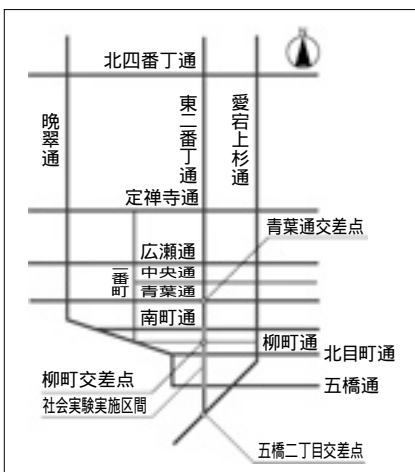 北四番丁通
晩翠通
東二番丁通
愛宕上杉通
定禅寺通
青葉通交差点
広瀬通
一番町
中央通
青葉通
南町通
柳町通
北目町通
柳町交差点
五橋通
社会実験実施区間
五橋二丁目交差点